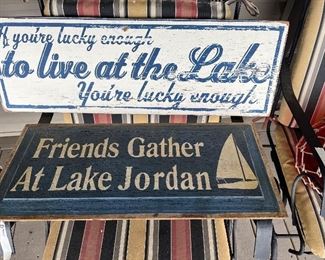 If you're lucky enough
to live at the Lake
You're lucky enough.
Friends Gather
At Lake Jordan